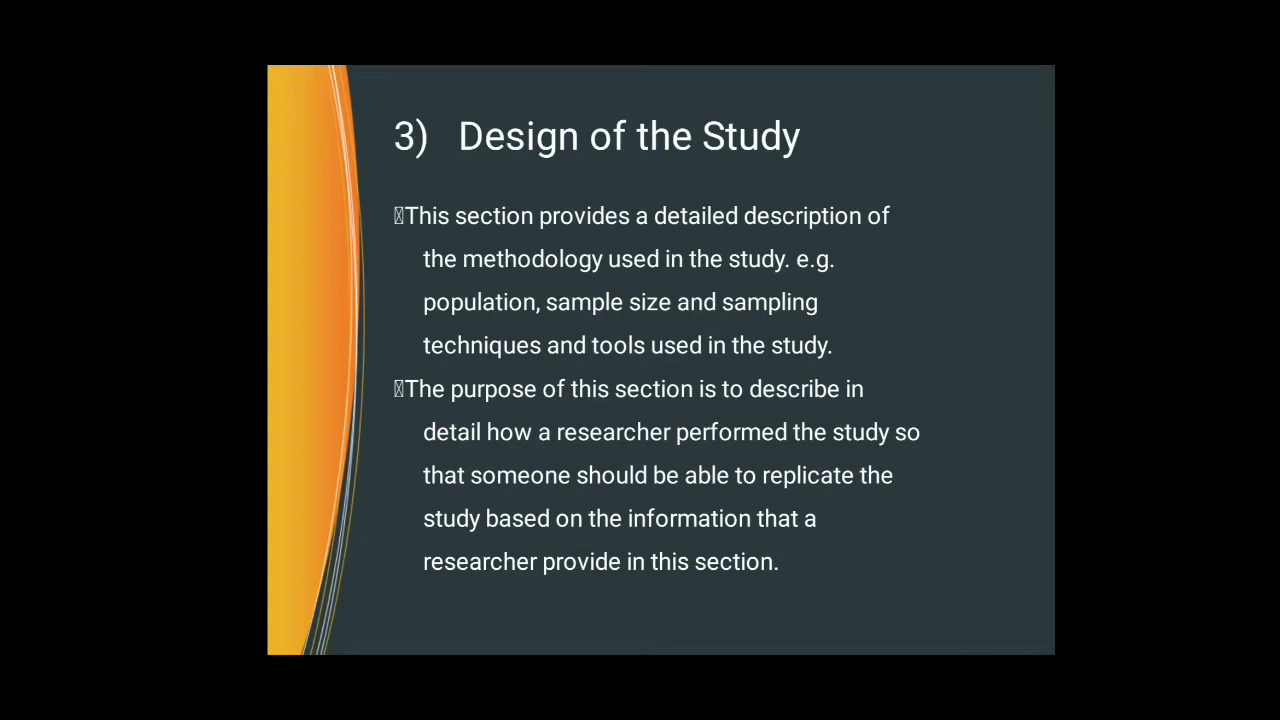 3) Design of the Study
This section provides a detailed description of
the methodology used in the study. e.g.
population, sample size and sampling
techniques and tools used in the study.
The purpose of this section is to describe in
detail how a researcher performed the study so
that someone should be able to replicate the
study based on the information that a
researcher provide in this section.